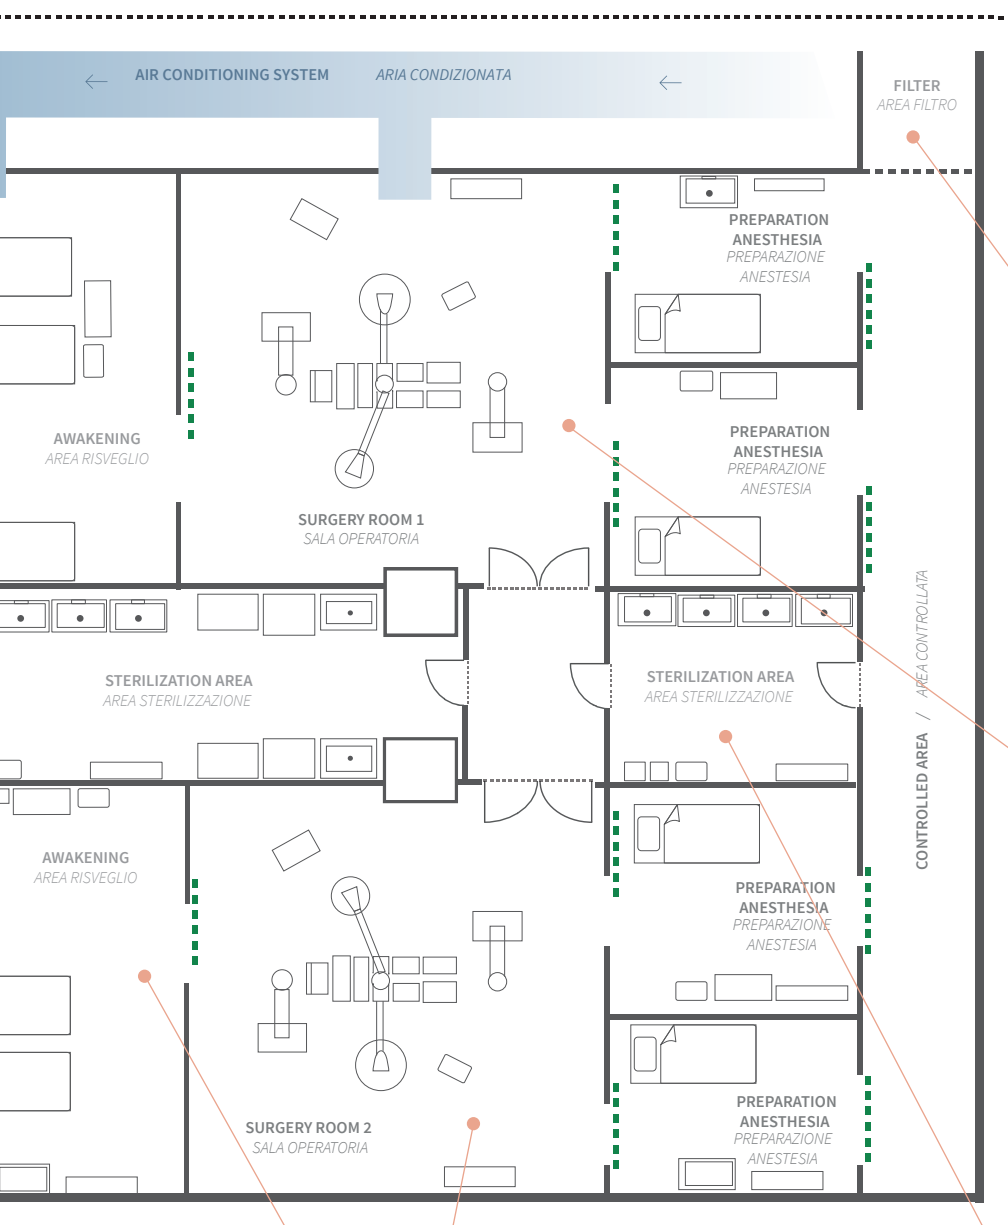 AIR CONDITIONING SYSTEM ARIA CONDIZIONATA
FILTER
AREA FILTRO
PREPARATION
ANESTHESIA
PREPARAZIONE
ANESTESIA
AWAKENING
AREA RISVEGLIO
PREPARATION
ANESTHESIA
PREPARAZIONE
ANESTESIA
SURGERY ROOM 1
SALA OPERATORIA
STERILIZATION AREA
AREA STERILIZZAZIONE
STERILIZATION AREA
AREA STERILIZZAZIONE
CONTROLLED AREA / AREA CONTROLLATA
AWAKENING
AREA RISVEGLIO
PREPARATION
ANESTHESIA
PREPARAZIONE
ANESTESIA
SURGERY ROOM 2
SALA OPERATORIA
PREPARATION
ANESTHESIA
PREPARAZIONE
ANESTESIA